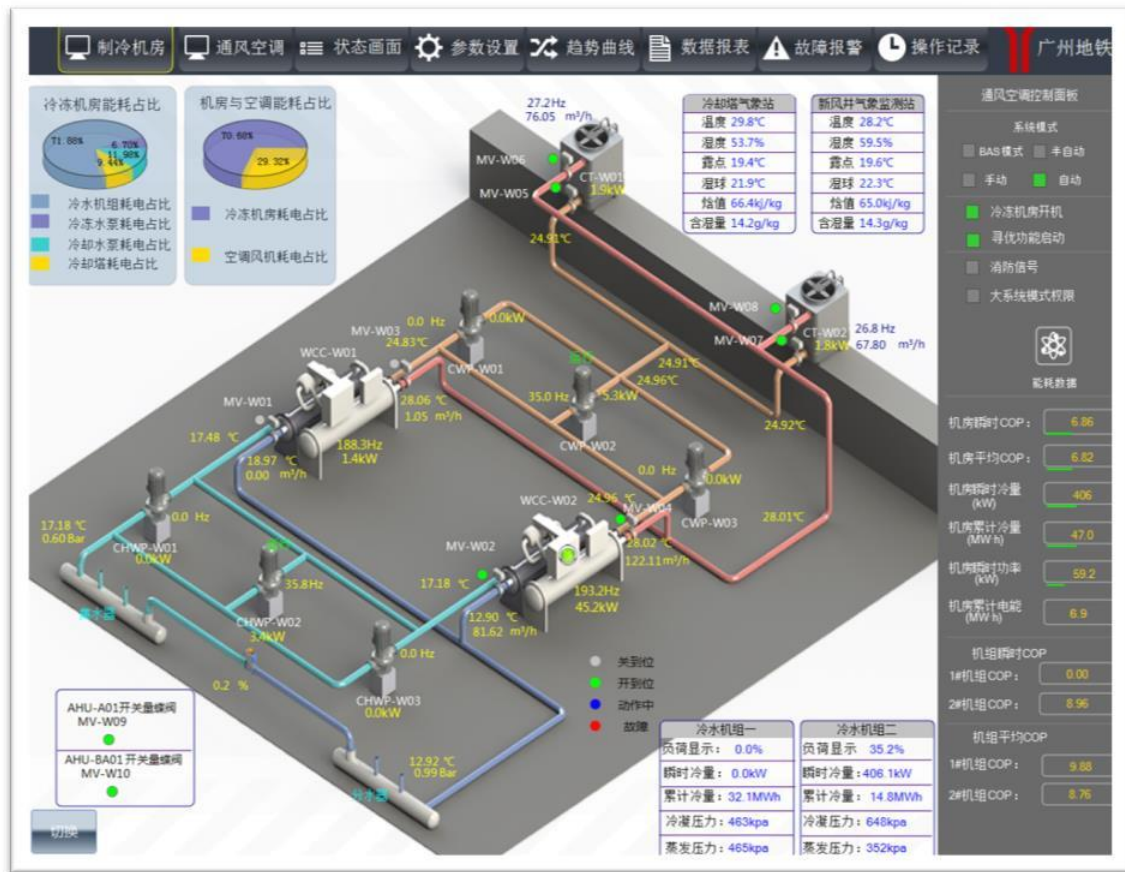 制冷机房
通风空调
状态画面
参数设置
趋势曲线
数据报表
故障报警
操作记录
广州地铁
冷冻机房能耗占比
71.88%
6.70%
11.98%
9.44%
冷水机组耗电占比
冷冻水泵耗电占比
冷却水泵耗电占比
冷却塔耗电占比
机房与空调能耗占比
70.68%
29.32%
冷冻机房耗电占比
空调风机耗电占比
27.2Hz
76.05 m³/h
MV-W06
MV-W05
CT-W01
1.9kW
24.91℃
冷却塔气象站
温度 29.8℃
湿度 53.7%
露点 19.4℃
湿球 21.9℃
焓值 66.4kj/kg
含湿量 14.2g/kg
新风井气象监测站
温度 28.2℃
湿度 59.5%
露点 19.6℃
湿球 22.3℃
焓值 65.0kj/kg
含湿量 14.3g/kg
MV-W08
MV-W07
CT-W02
1.8kW
26.8 Hz
67.80 m³/h
0.0 Hz
0.0kW
MV-W03
24.83℃
CWP-W01
WCC-W01
MV-W01
28.06 ℃
1.05 m³/h
188.3Hz
1.4kW
17.48 ℃
18.97 ℃
0.00 m³/h
24.91℃
24.96℃
35.0 Hz
5.3kW
CWP-W02
24.92℃
0.0 Hz
0.0kW
WCC-W02
24.96 ℃
MV-W04
CWP-W03
28.01℃
28.02 ℃
122.11m³/h
17.18 ℃
0.60Bar
0.0 Hz
CHWP-W01
0.0kW
MV-W02
17.18 ℃
193.2Hz
45.2kW
35.8Hz
CHWP-W02
3.4kW
12.90 ℃
81.62 m³/h
集水器
0.0 Hz
CHWP-W03
0.0kW
0.2 %
关到位
开到位
动作中
故障
AHU-A01开关量蝶阀
MV-W09
AHU-BA01开关量蝶阀
MV-W10
12.92 ℃
0.99Bar
分水器
切换
冷水机组一
负荷显示: 0.0%
瞬时冷量: 0.0kW
累计冷量: 32.1MWh
冷凝压力: 463kpa
蒸发压力: 465kpa
冷水机组二
负荷显示 35.2%
瞬时冷量:406.1kW
累计冷量: 14.8MWh
冷凝压力: 648kpa
蒸发压力: 352kpa
通风空调控制面板
系统模式
BAS模式
半自动
手动
自动
冷冻机房开机
寻优功能启动
消防信号
大系统模式权限
能耗数据
机房瞬时COP: 6.86
机房平均COP: 6.82
机房瞬时冷量
(kW) 406
机房累计冷量
(MW·h) 47.0
机房瞬时功率
(kW) 59.2
机房累计电能
(MW·h) 6.9
机组瞬时COP
1#机组COP: 0.00
2#机组COP: 8.96
机组平均COP
1#机组COP: 9.88
2#机组COP: 8.76